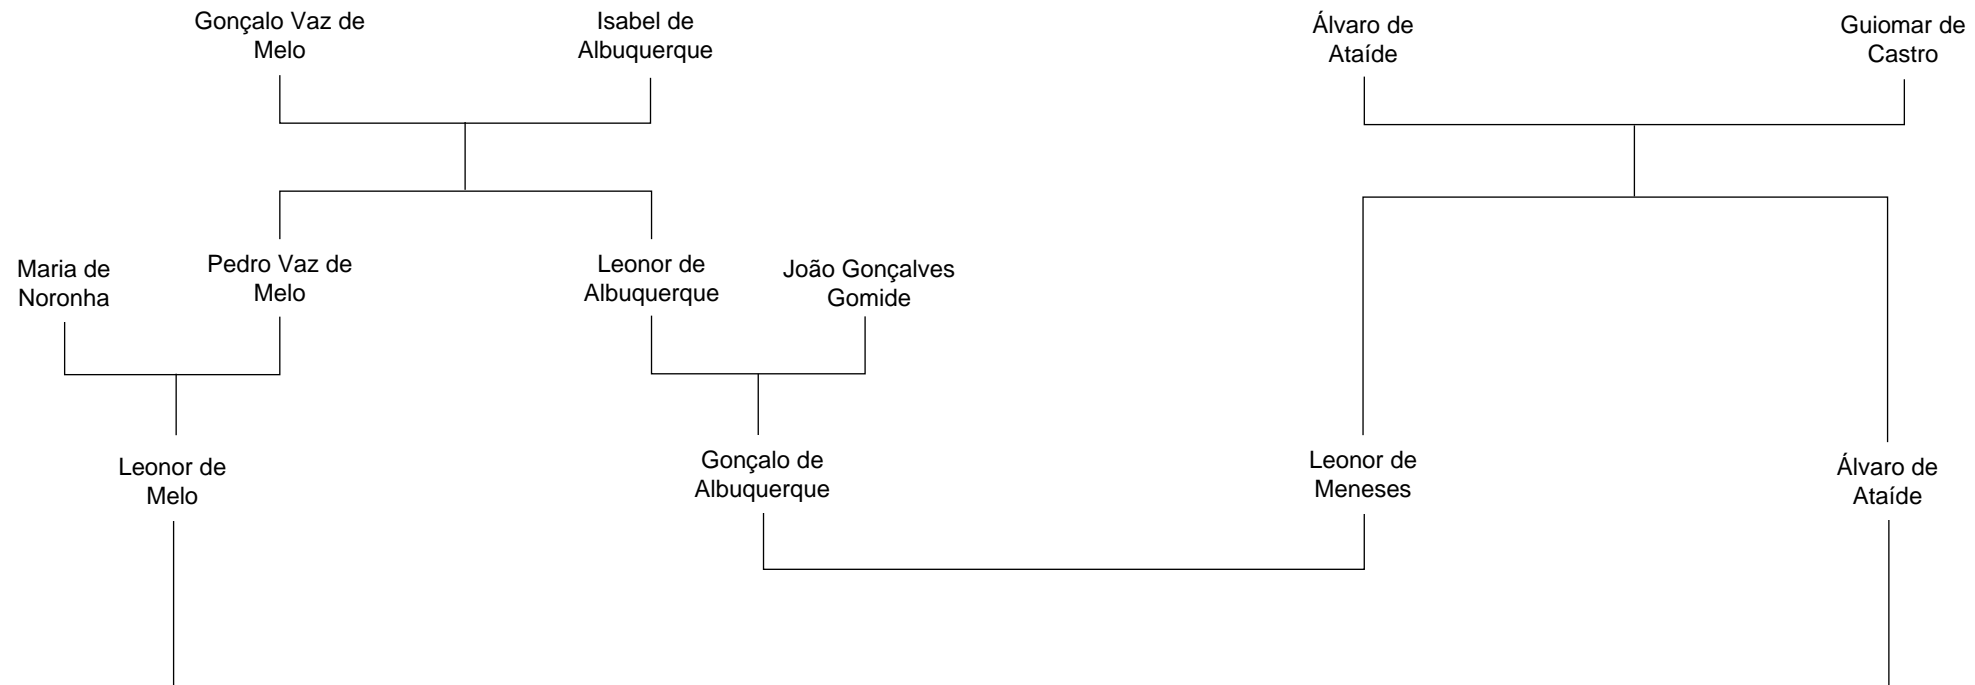 Gonçalo Vaz de
Melo
Isabel de
Albuquerque
Álvaro de
Ataíde
Guiomar de
Castro
Maria de
Noronha
Pedro Vaz de
Melo
Leonor de
Albuquerque
João Gonçalves
Gomide
Leonor de
Melo
Gonçalo de
Albuquerque
Leonor de
Meneses
Álvaro de
Ataíde